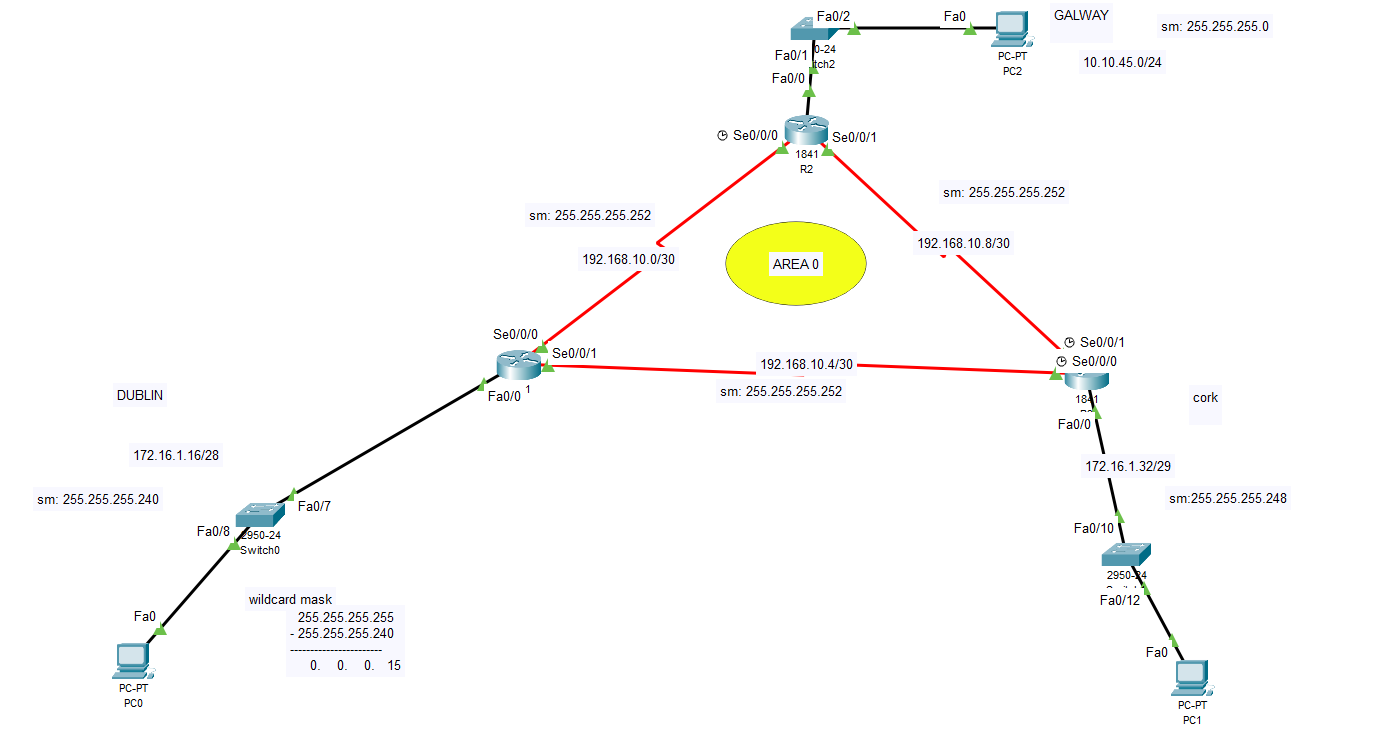 Fa0/2
Fa0
GALWAY
sm: 255.255.255.0
0-24
tch2
Fa0/1
PC-PT
PC2
10.10.45.0/24
Fa0/0
Se0/0/0
Se0/0/1
1841
R2
sm: 255.255.255.252
sm: 255.255.255.252
192.168.10.0/30
192.168.10.8/30
AREA 0
Se0/0/0
Se0/0/1
Se0/0/1
Se0/0/0
192.168.10.4/30
sm: 255.255.255.252
1
Fa0/0
DUBLIN
cork
1841
Fa0/0
172.16.1.16/28
172.16.1.32/29
sm: 255.255.255.240
sm:255.255.255.248
Fa0/7
Fa0/8
2950-24
Switch0
Fa0/10
2950-24
Fa0/12
wildcard mask
255.255.255.255
- 255.255.255.240
-----------------------
0. 0. 0. 15
Fa0
PC-PT
PC0
Fa0
PC-PT
PC1